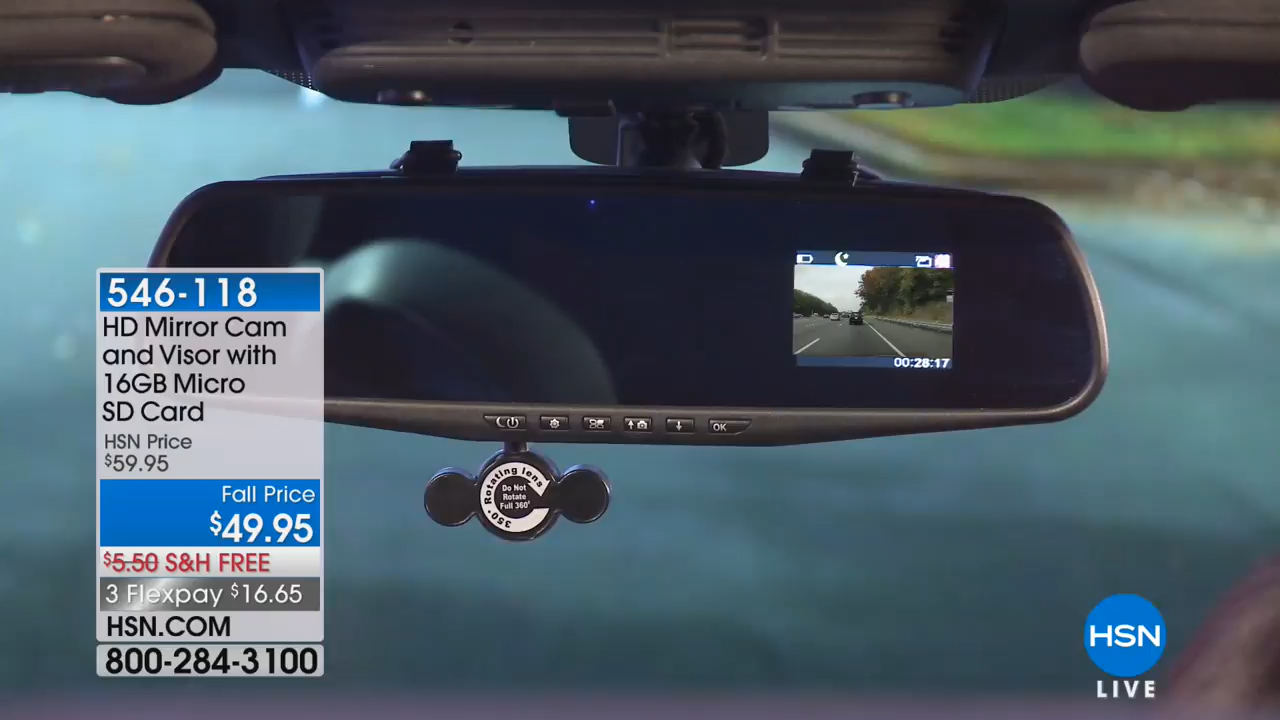 546-118
HD Mirror Cam
and Visor with
16GB Micro
SD Card
HSN Price
$59.95
Fall Price
$49.95
$5.50 S&H FREE
3 Flexpay $16.65
HSN.COM
800-284-3100
00:28:17
OK
350° Rotating lens
Do Not
Rotate
Full 360°
HSN
LIVE